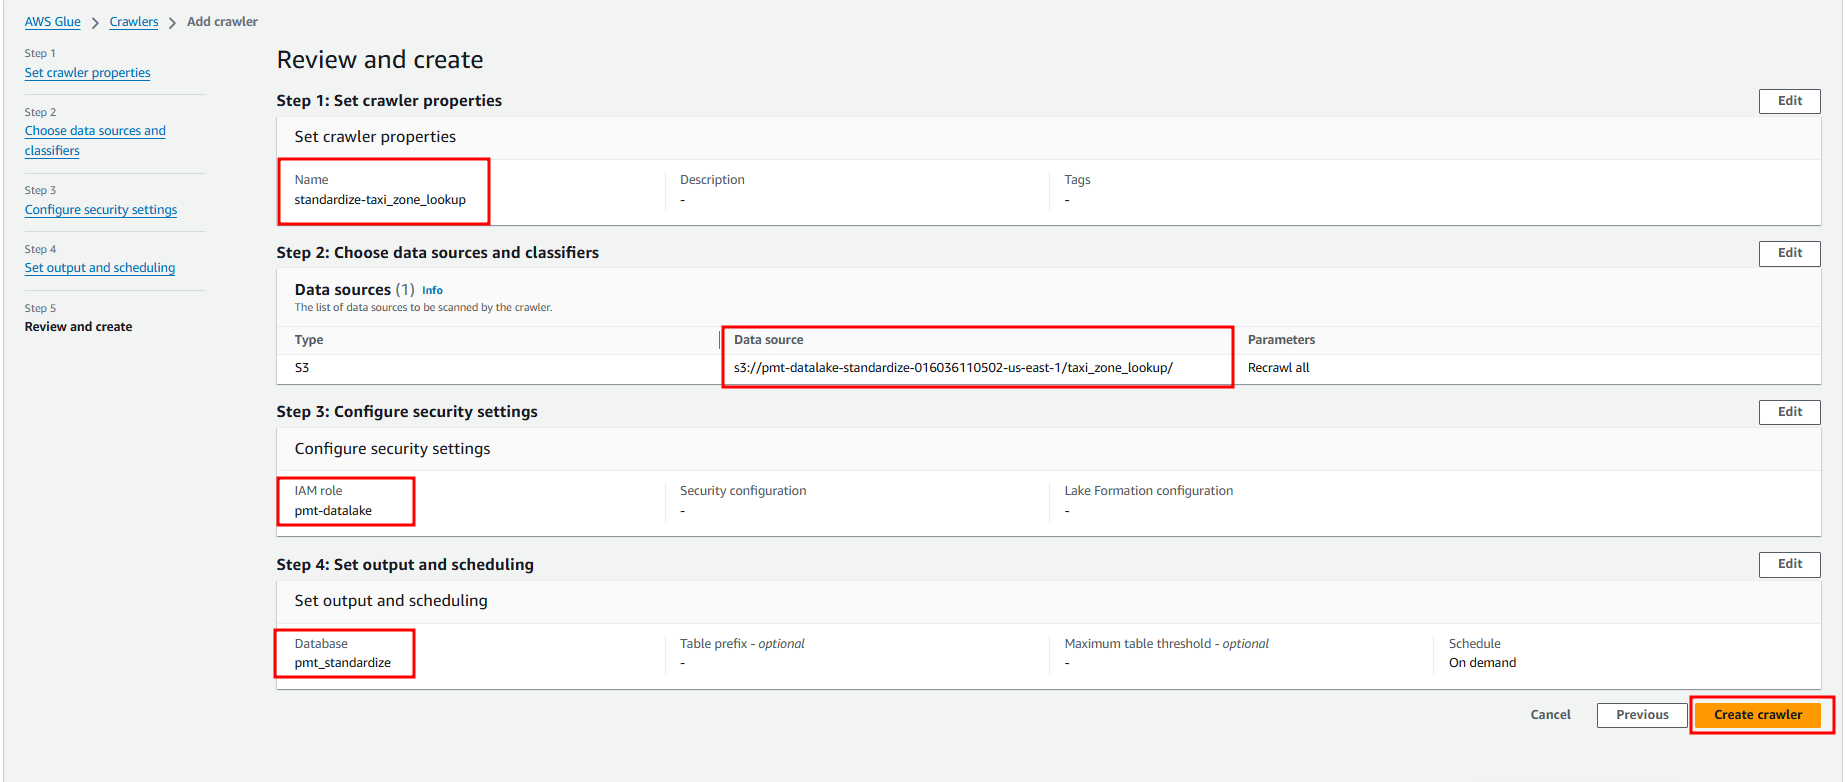 AWS Glue > Crawlers > Add crawler
Step 1
Set crawler properties
Step 2
Choose data sources and
classifiers
Step 3
Configure security settings
Step 4
Set output and scheduling
Step 5
Review and create
Review and create
Step 1: Set crawler properties
Edit
Set crawler properties
Name
standardize-taxi_zone_lookup
Description
-
Tags
-
Step 2: Choose data sources and classifiers
Edit
Data sources (1) Info
The list of data sources to be scanned by the crawler.
Type Data source Parameters
S3 s3://pmt-datalake-standardize-016036110502-us-east-1/taxi_zone_lookup/ Recrawl all
Step 3: Configure security settings
Edit
Configure security settings
IAM role
pmt-datalake
Security configuration
-
Lake Formation configuration
-
Step 4: Set output and scheduling
Edit
Set output and scheduling
Database
pmt_standardize
Table prefix - optional
-
Maximum table threshold - optional
-
Schedule
On demand
Cancel Previous Create crawler